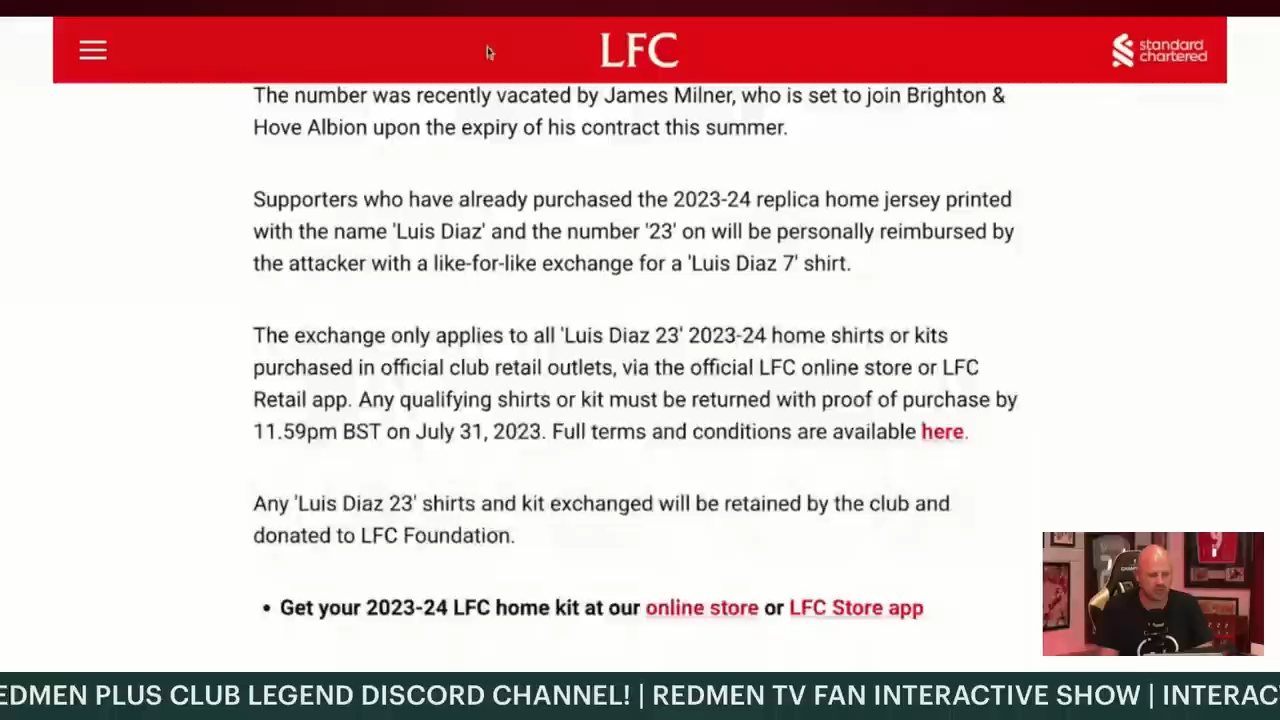 LFC
standard
chartered
The number was recently vacated by James Milner, who is set to join Brighton &
Hove Albion upon the expiry of his contract this summer.
Supporters who have already purchased the 2023-24 replica home jersey printed
with the name 'Luis Diaz' and the number '23' on will be personally reimbursed by
the attacker with a like-for-like exchange for a 'Luis Diaz 7' shirt.
The exchange only applies to all 'Luis Diaz 23' 2023-24 home shirts or kits
purchased in official club retail outlets, via the official LFC online store or LFC
Retail app. Any qualifying shirts or kit must be returned with proof of purchase by
11.59pm BST on July 31, 2023. Full terms and conditions are available here.
Any 'Luis Diaz 23' shirts and kit exchanged will be retained by the club and
donated to LFC Foundation.
• Get your 2023-24 LFC home kit at our online store or LFC Store app
EDMEN PLUS CLUB LEGEND DISCORD CHANNEL! | REDMEN TV FAN INTERACTIVE SHOW | INTERAC